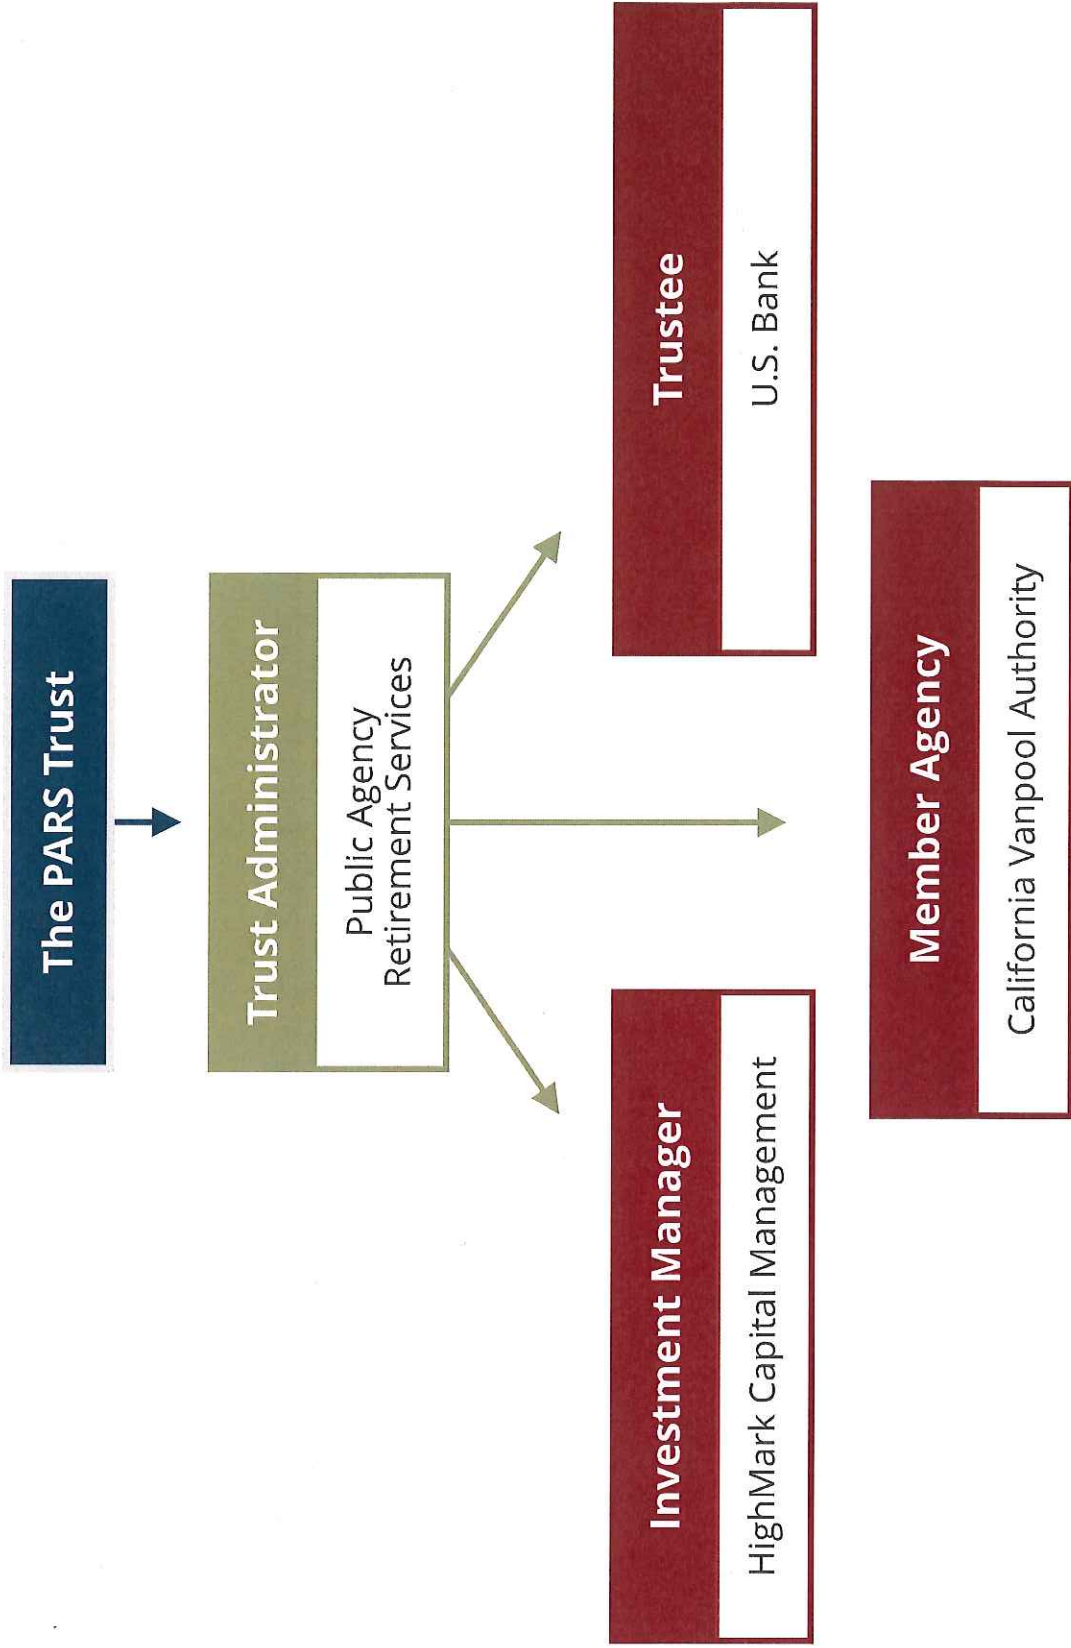 The PARS Trust
Trust Administrator
Public Agency
Retirement Services
Investment Manager
HighMark Capital Management
Trustee
U.S. Bank
Member Agency
California Vanpool Authority